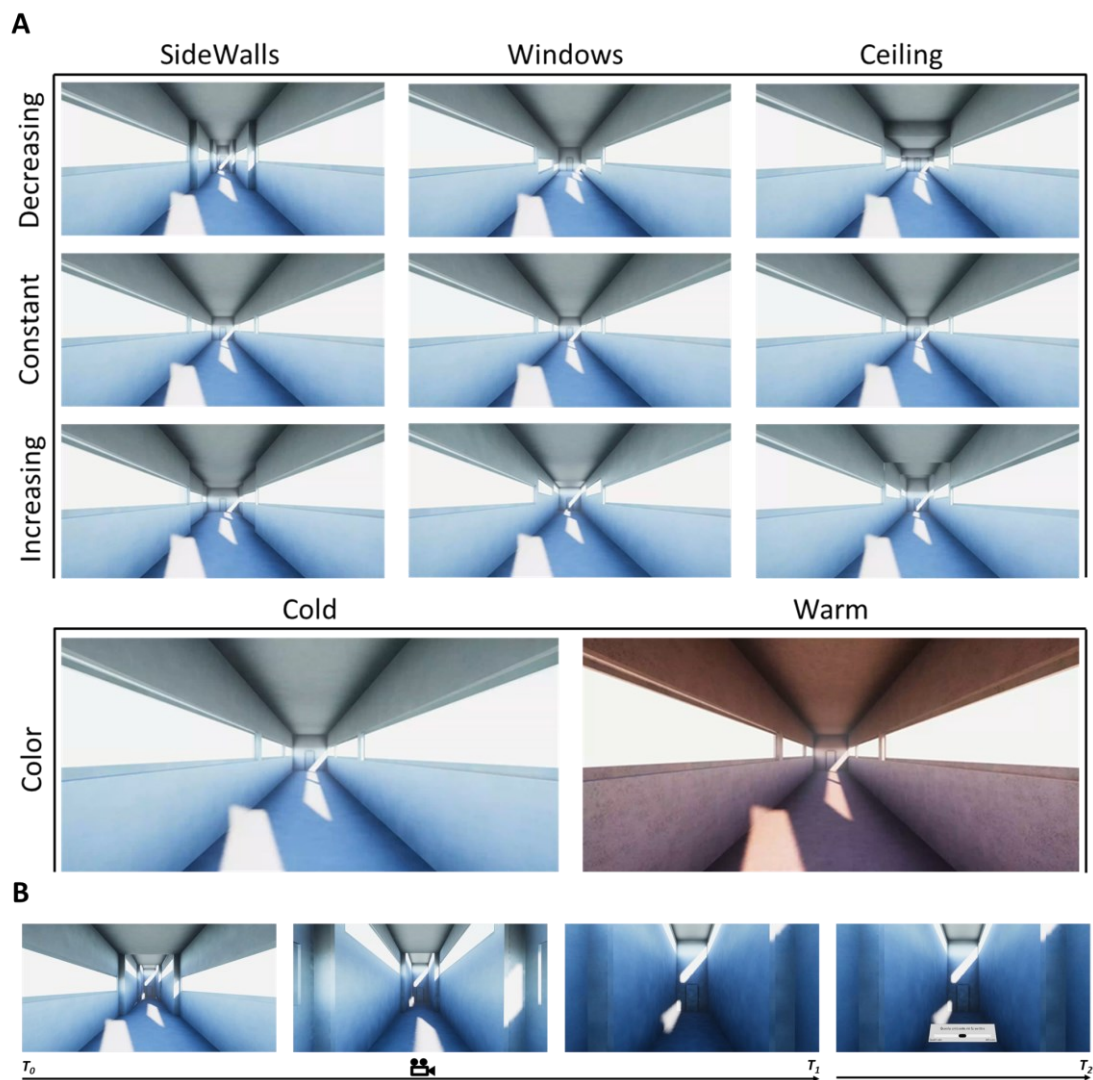 A
SideWalls
Windows
Ceiling
Decreasing
Constant
Increasing
Cold
Warm
Color
B
T0
T1
T2